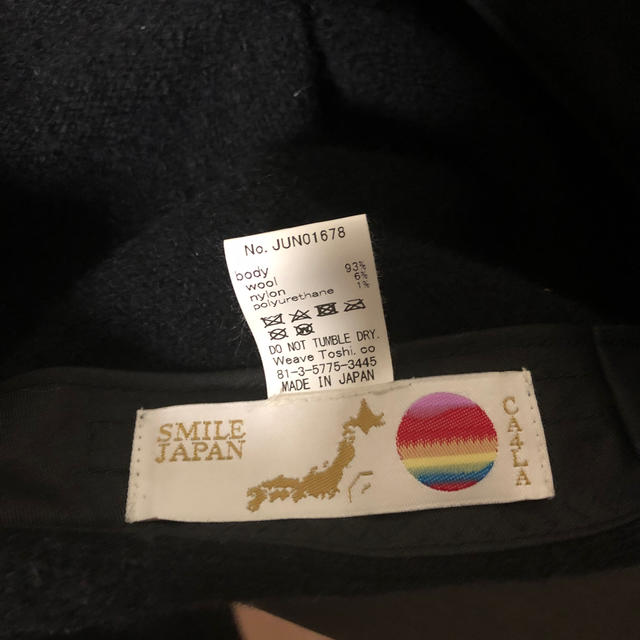 No. JUN01678
body
wool 93%
nylon 6%
polyurethane 1%
DO NOT TUMBLE DRY.
Weave Toshi. co
81-3-5775-3445
MADE IN JAPAN
SMILE
JAPAN
CA4LA